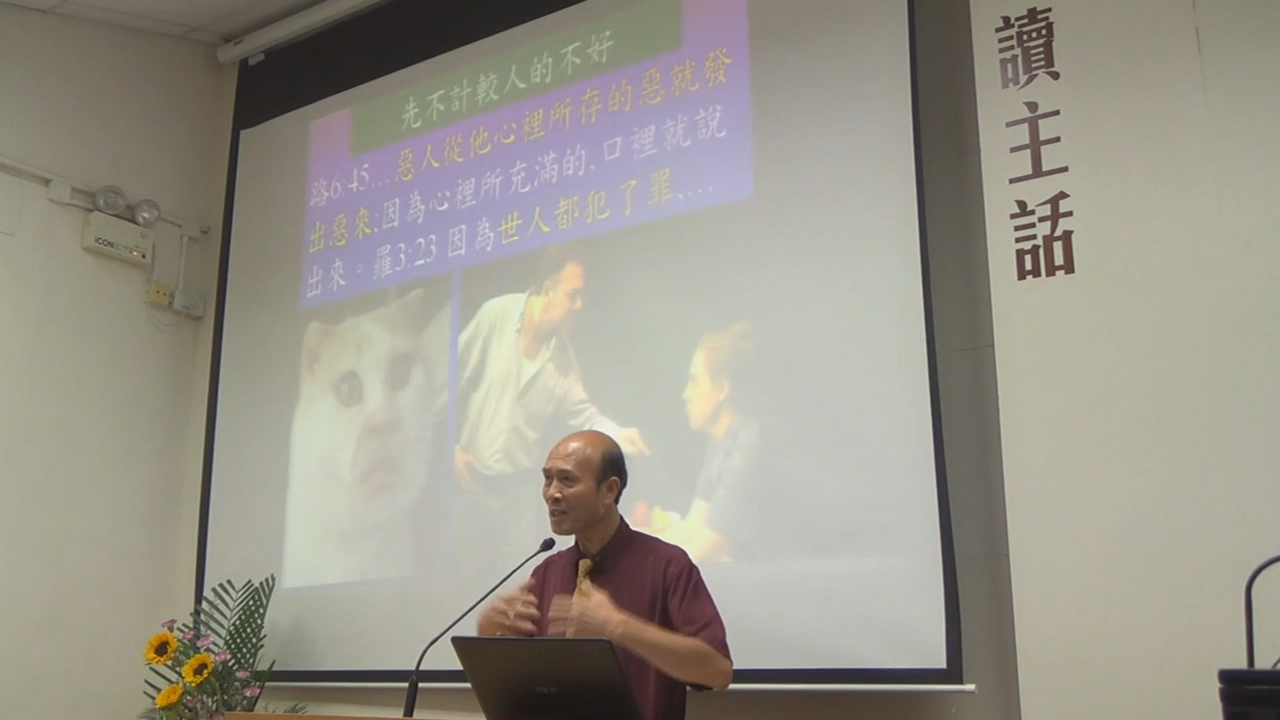 先不計較人的不好
路6:45...惡人從他心裡所存的惡就發
出惡來;因為心裡所充滿的,口裡就說
出來。羅3:23 因為世人都犯了罪,...
讀主話
ICON